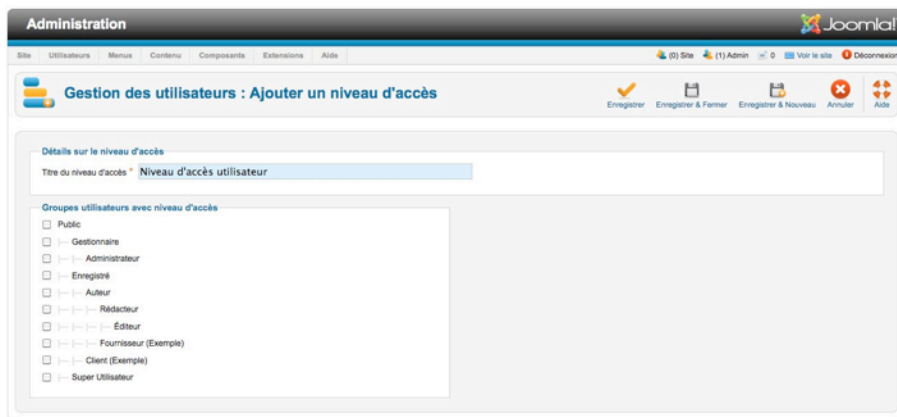 Administration
Joomla!
Site Utilisateurs Menus Contenu Composants Extensions Aide (0) Site (1) Admin 0 Voir le site Déconnexion
Gestion des utilisateurs : Ajouter un niveau d'accès
Enregistrer Enregistrer & Fermer Enregistrer & Nouveau Annuler Aide
Détails sur le niveau d'accès
Titre du niveau d'accès * Niveau d'accès utilisateur
Groupes utilisateurs avec niveau d'accès
Public
Gestionnaire
Administrateur
Enregistré
Auteur
Rédacteur
Éditeur
Fournisseur (Exemple)
Client (Exemple)
Super Utilisateur